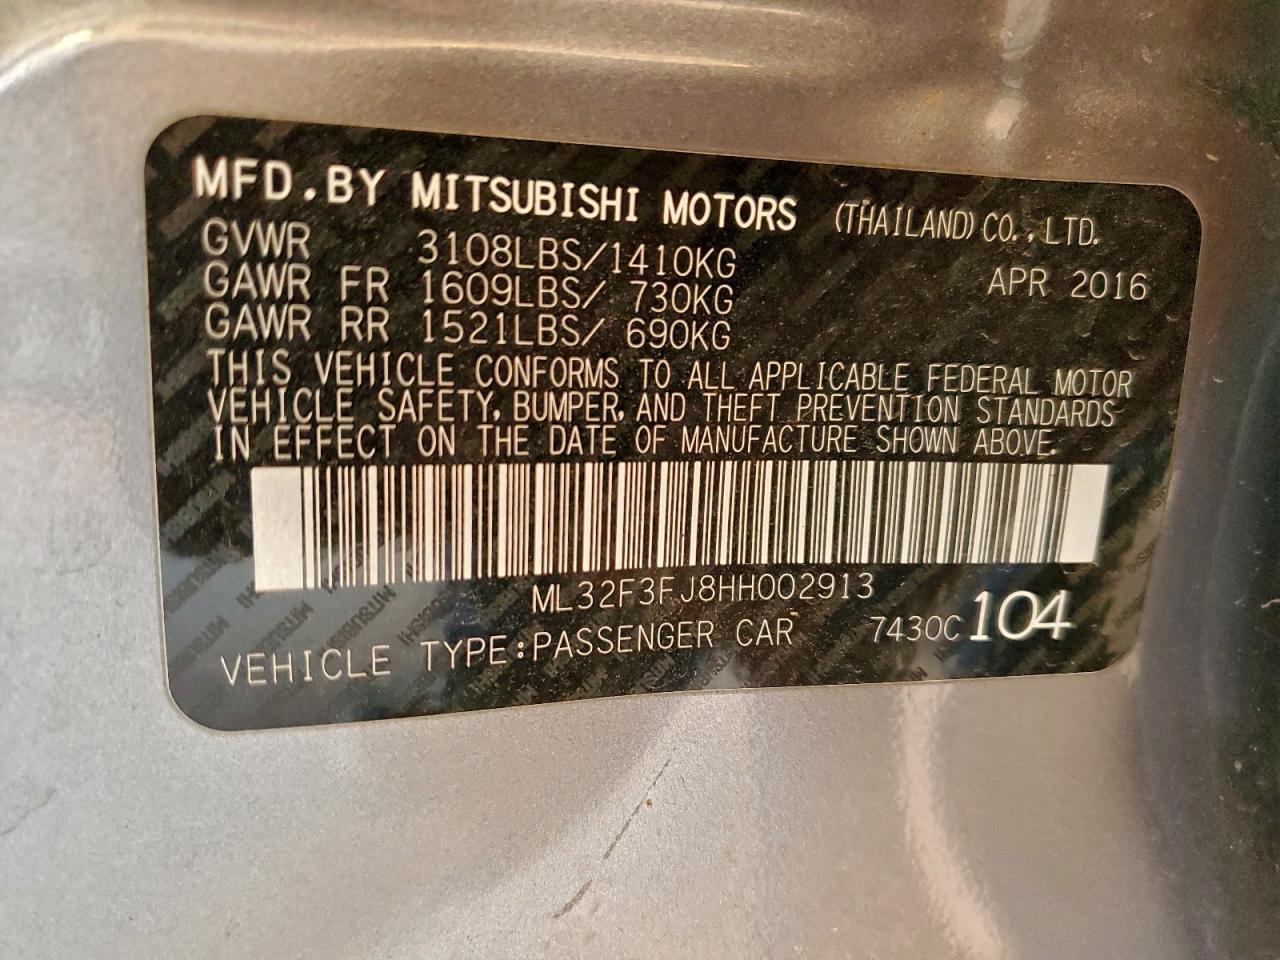 MFD.BY MITSUBISHI MOTORS (THAILAND) CO.,LTD.
GVWR 3108LBS/1410KG
GAWR FR 1609LBS/ 730KG APR 2016
GAWR RR 1521LBS/ 690KG
THIS VEHICLE CONFORMS TO ALL APPLICABLE FEDERAL MOTOR
VEHICLE SAFETY, BUMPER, AND THEFT PREVENTION STANDARDS
IN EFFECT ON THE DATE OF MANUFACTURE SHOWN ABOVE.
ML32F3FJ8HH002913
VEHICLE TYPE:PASSENGER CAR 7430C 104